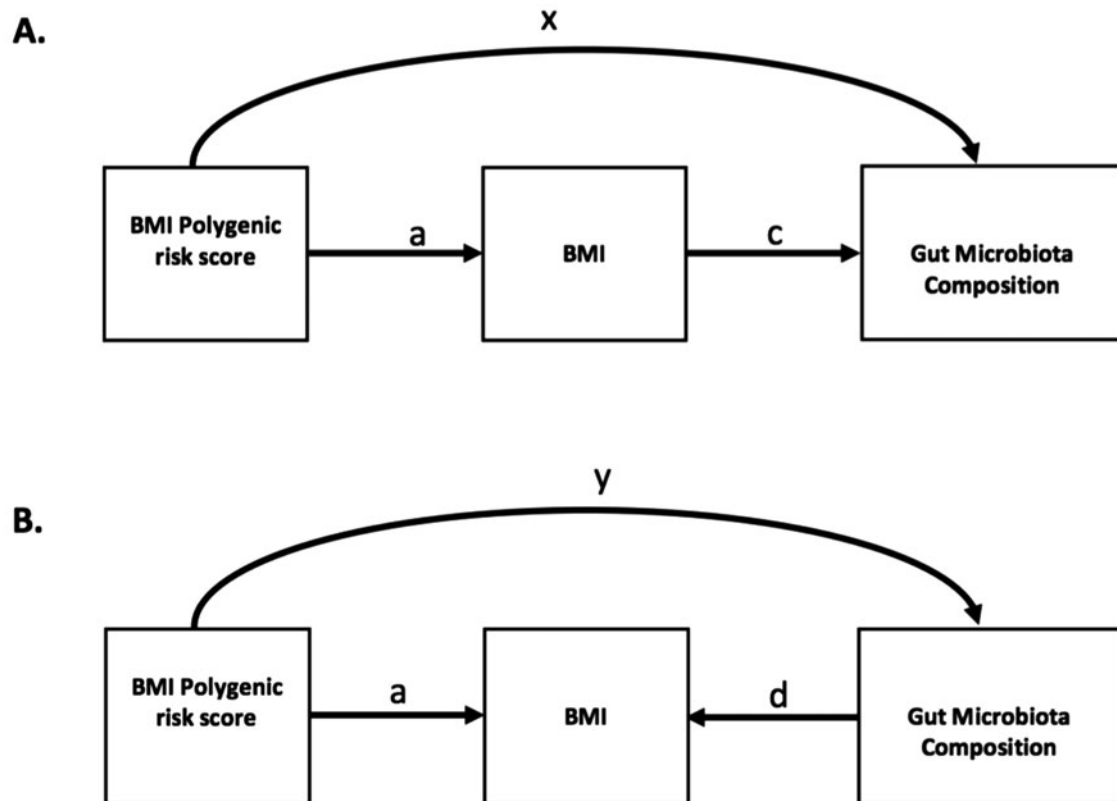 A.
x
BMI Polygenic
risk score
a
BMI
c
Gut Microbiota
Composition
B.
y
BMI Polygenic
risk score
a
BMI
d
Gut Microbiota
Composition